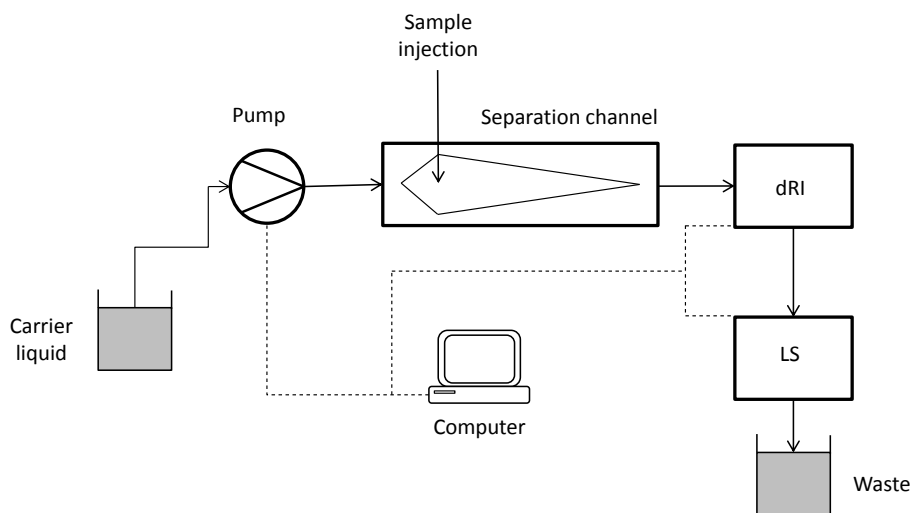 Sample
injection
Pump
Separation channel
dRI
Carrier
liquid
LS
Computer
Waste